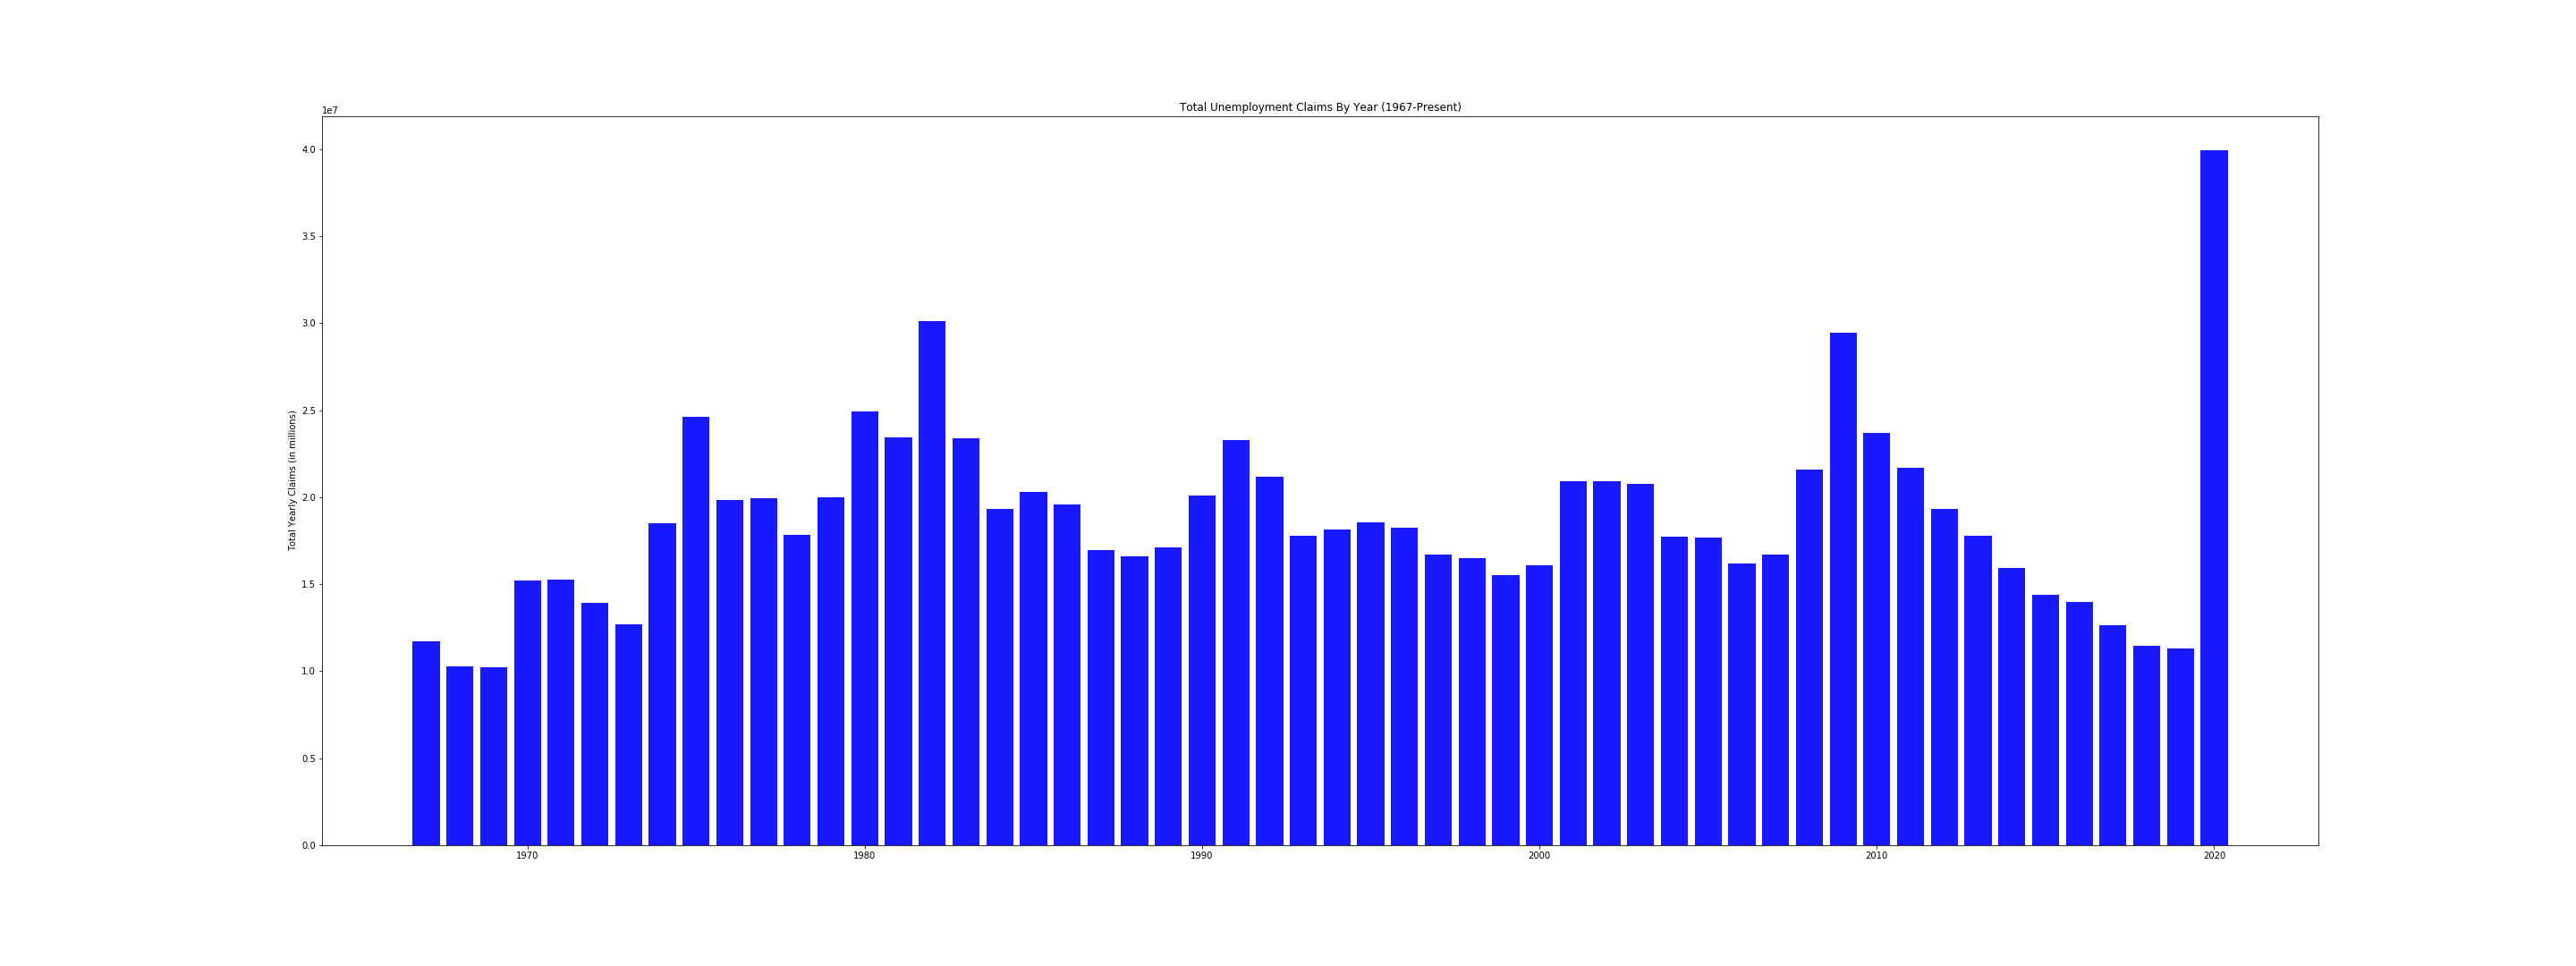 Total Unemployment Claims By Year (1967-Present)
1e7
4.0
3.5
3.0
2.5
2.0
1.5
1.0
0.5
0.0
Total Yearly Claims (in millions)
1970 1980 1990 2000 2010 2020